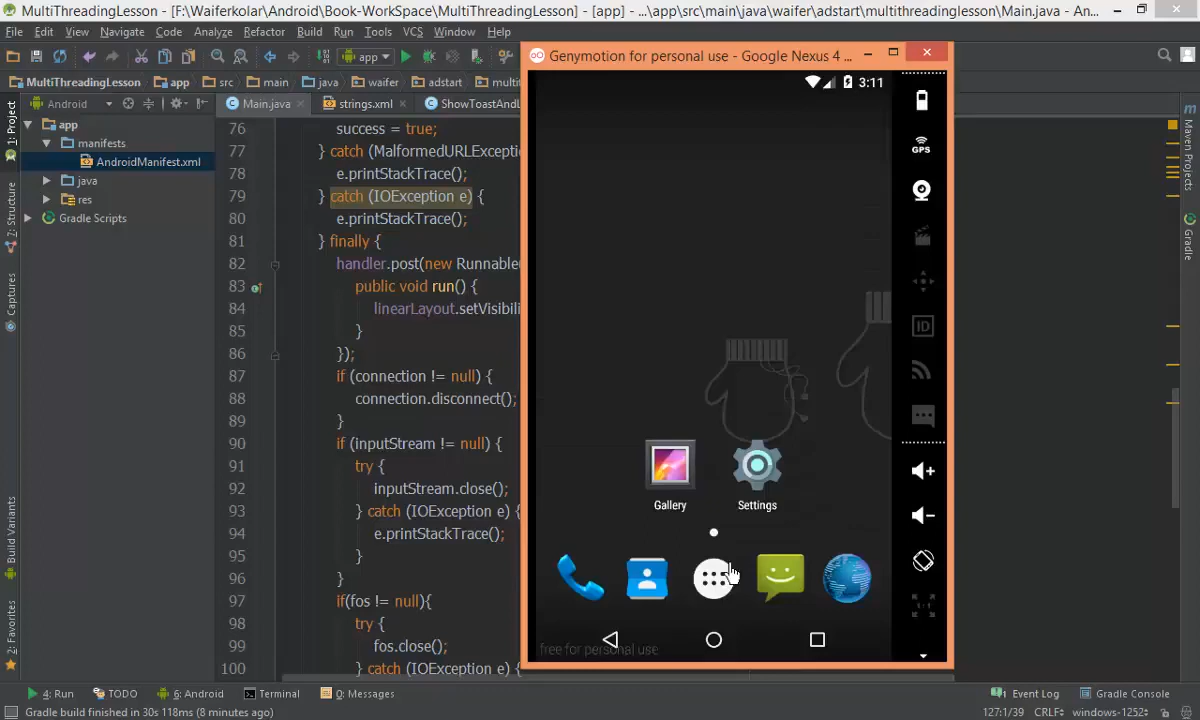 MultiThreadingLesson - [F:\Waiferkolar\Android\Book-WorkSpace\MultiThreadingLesson] - [app] - ...\app\src\main\java\waifer\adstart\multithreadinglesson\Main.java - An...
File Edit View Navigate Code Analyze Refactor Build Run Tools VCS Window Help
app
MultiThreadingLesson app src main java waifer adstart multi
Android
Main.java strings.xml ShowToastAndL
1: Project
Z: Structure
Captures
Build Variants
2: Favorites
app
manifests
AndroidManifest.xml
java
res
Gradle Scripts
76 success = true;
77 } catch (MalformedURLExceptio
78 e.printStackTrace();
79 } catch (IOException e) {
80 e.printStackTrace();
81 } finally {
82 handler.post(new Runnable
83 public void run() {
84 linearLayout.setVisibili
85 }
86 });
87 if (connection != null) {
88 connection.disconnect();
89 }
90 if (inputStream != null) {
91 try {
92 inputStream.close();
93 } catch (IOException e) {
94 e.printStackTrace();
95 }
96 }
97 if(fos != null){
98 try {
99 fos.close();
100 } catch (IOException e) {
Genymotion for personal use - Google Nexus 4 ...
3:11
Gallery Settings
free for personal use
GPS
ID
1:1
Maven Projects
Gradle
4: Run TODO 6: Android Terminal 0: Messages Event Log Gradle Console
Gradle build finished in 30s 118ms (8 minutes ago) 127:1/39 CRLF windows-1252